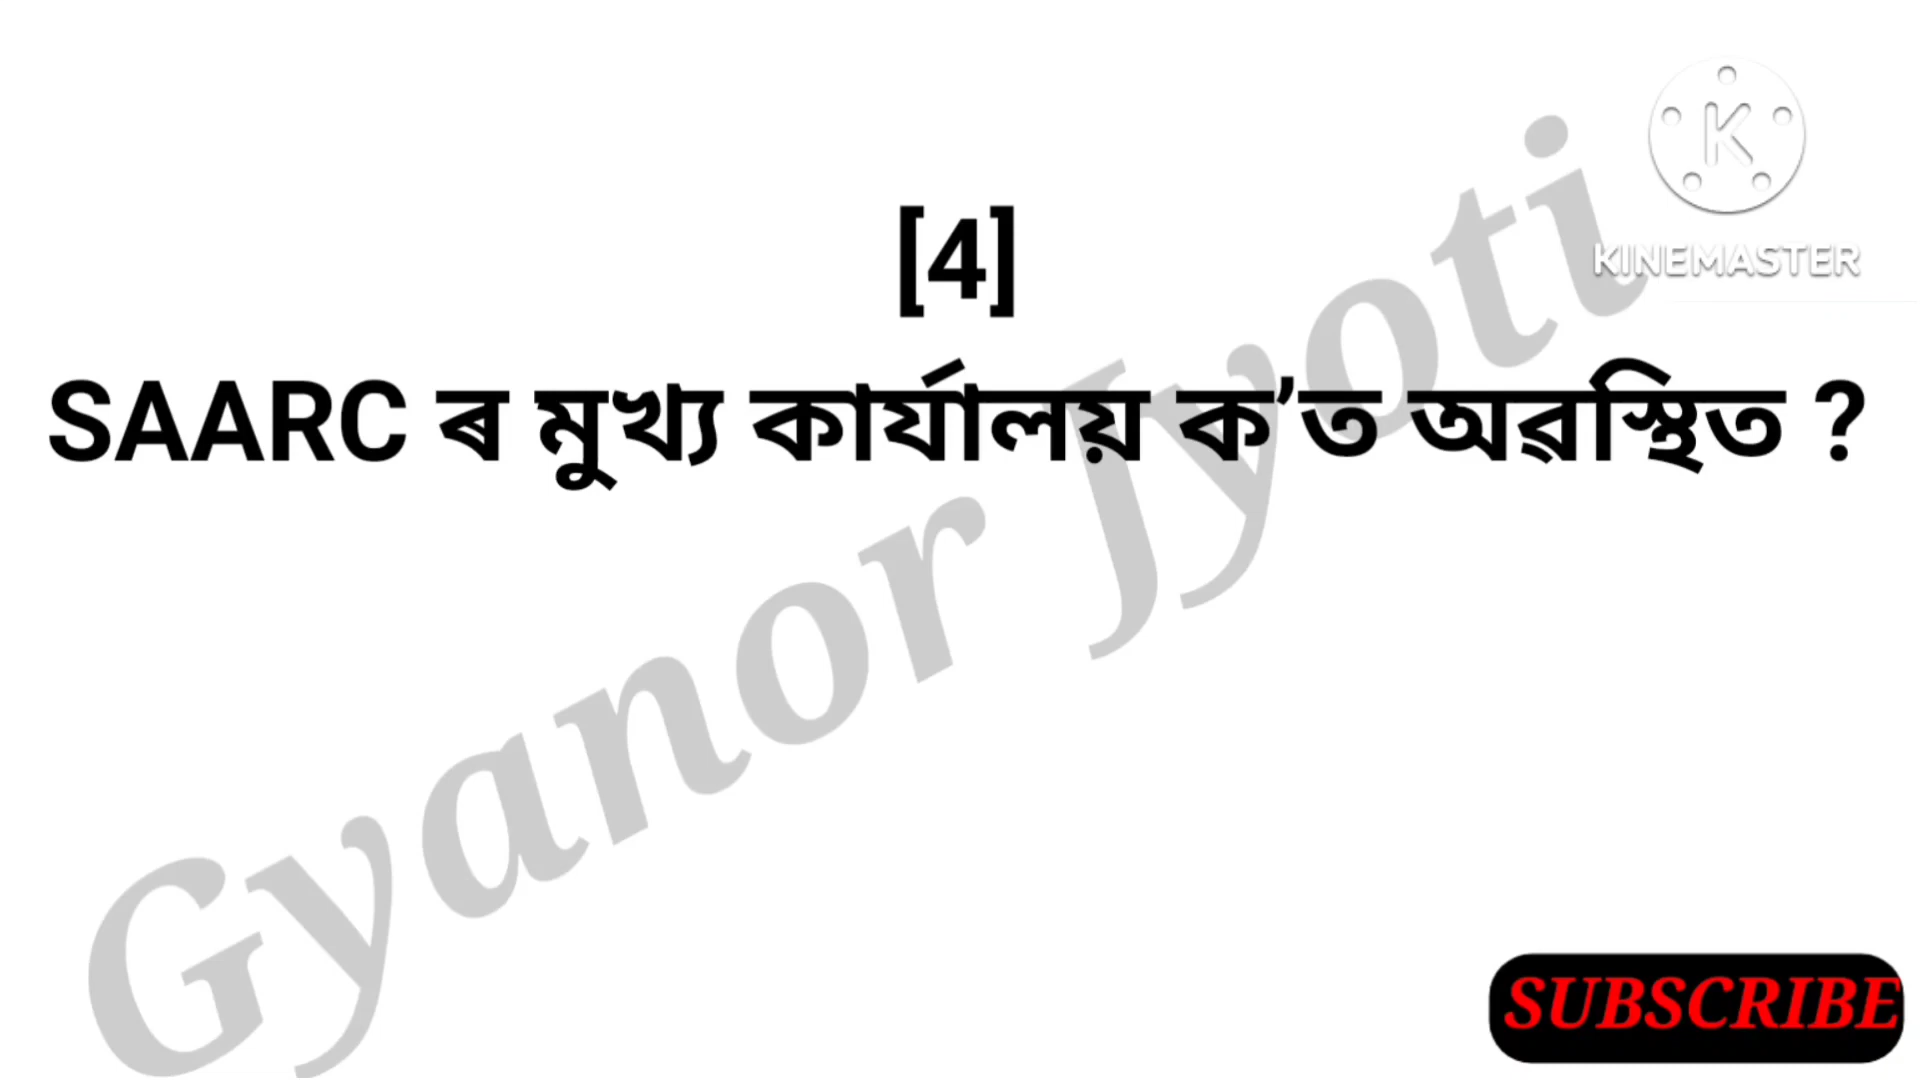 [4]
SAARC ৰ মুখ্য কাৰ্যালয় ক’ত অৱস্থিত ?
Gyanor Jyoti
K
KINEMASTER
SUBSCRIBE